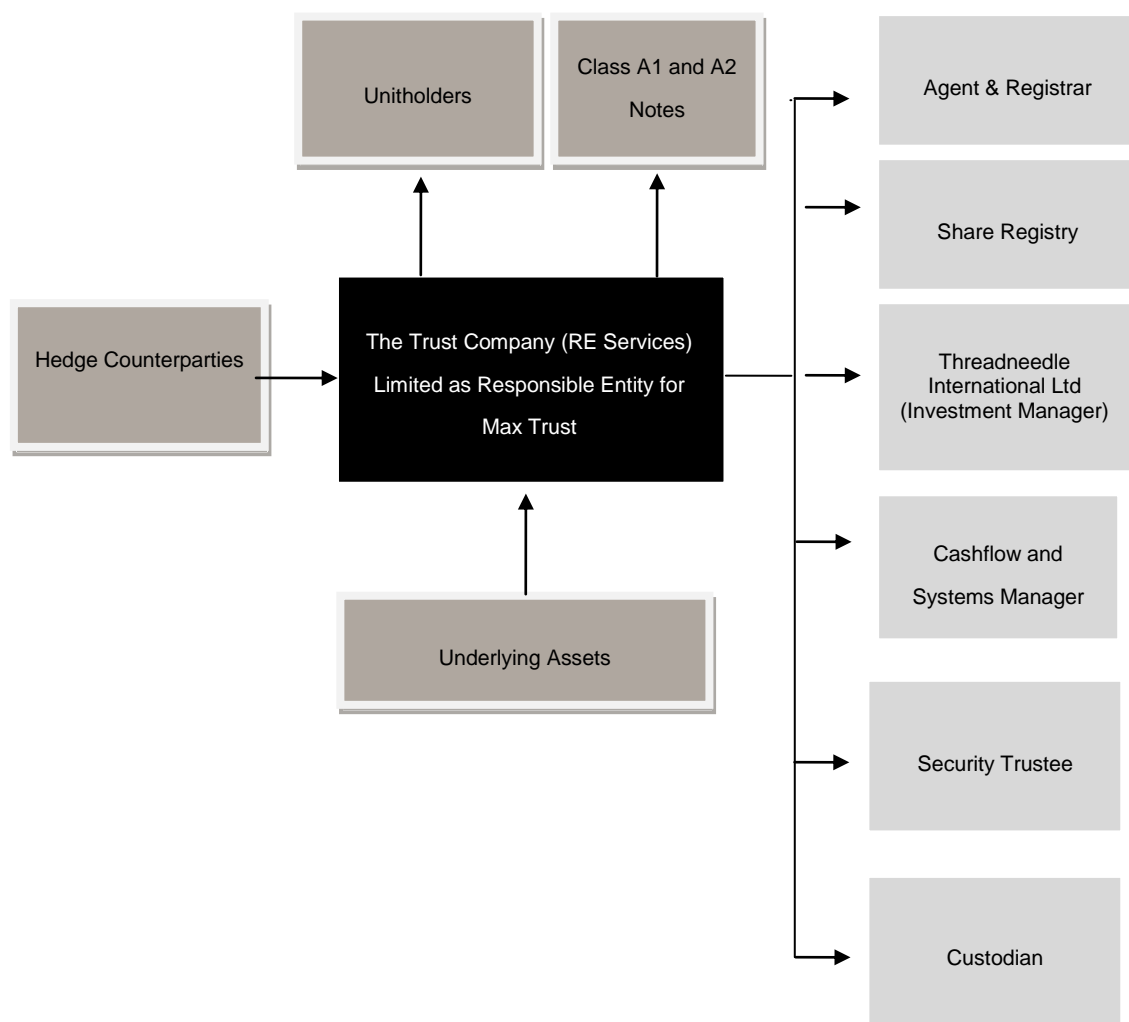 Unitholders
Class A1 and A2
Notes
Agent & Registrar
Share Registry
Hedge Counterparties
The Trust Company (RE Services)
Limited as Responsible Entity for
Max Trust
Threadneedle
International Ltd
(Investment Manager)
Cashflow and
Systems Manager
Underlying Assets
Security Trustee
Custodian